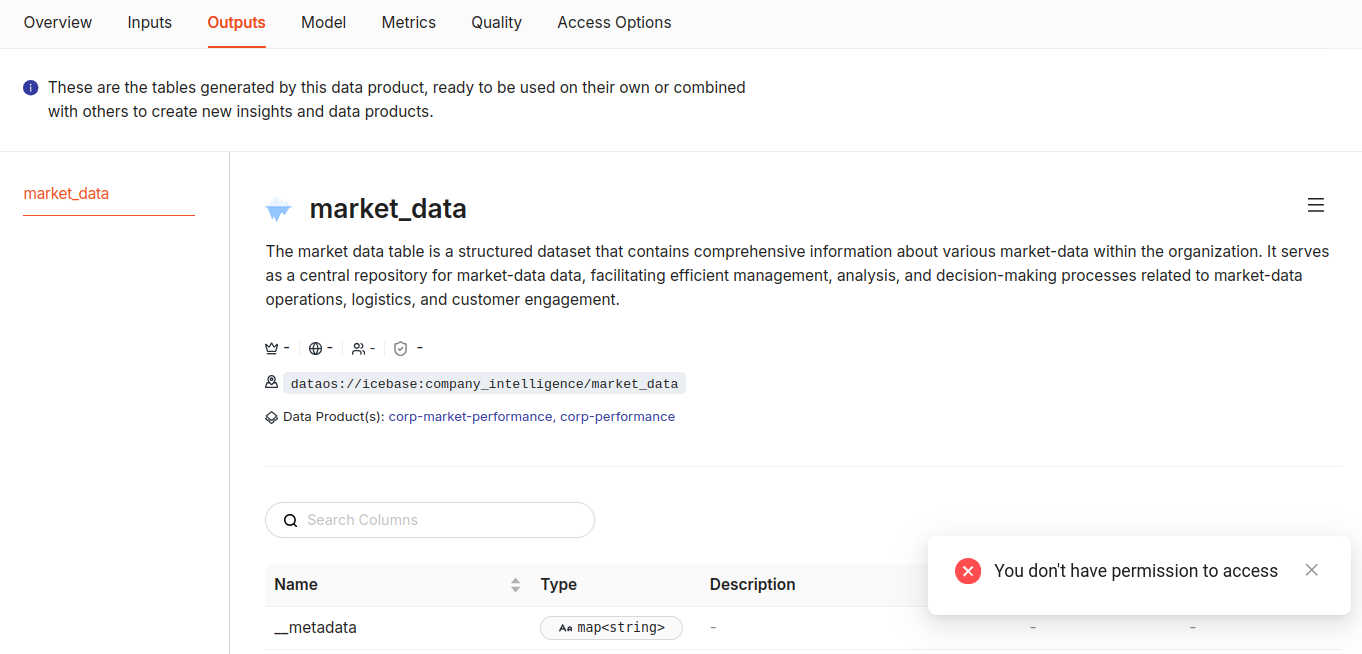 Overview Inputs Outputs Model Metrics Quality Access Options
These are the tables generated by this data product, ready to be used on their own or combined
with others to create new insights and data products.
market_data
market_data
The market data table is a structured dataset that contains comprehensive information about various market-data within the organization. It serves
as a central repository for market-data data, facilitating efficient management, analysis, and decision-making processes related to market-data
operations, logistics, and customer engagement.
- - - -
dataos://icebase:company_intelligence/market_data
Data Product(s): corp-market-performance, corp-performance
Search Columns
You don't have permission to access
Name Type Description
__metadata Aa map<string> - - -